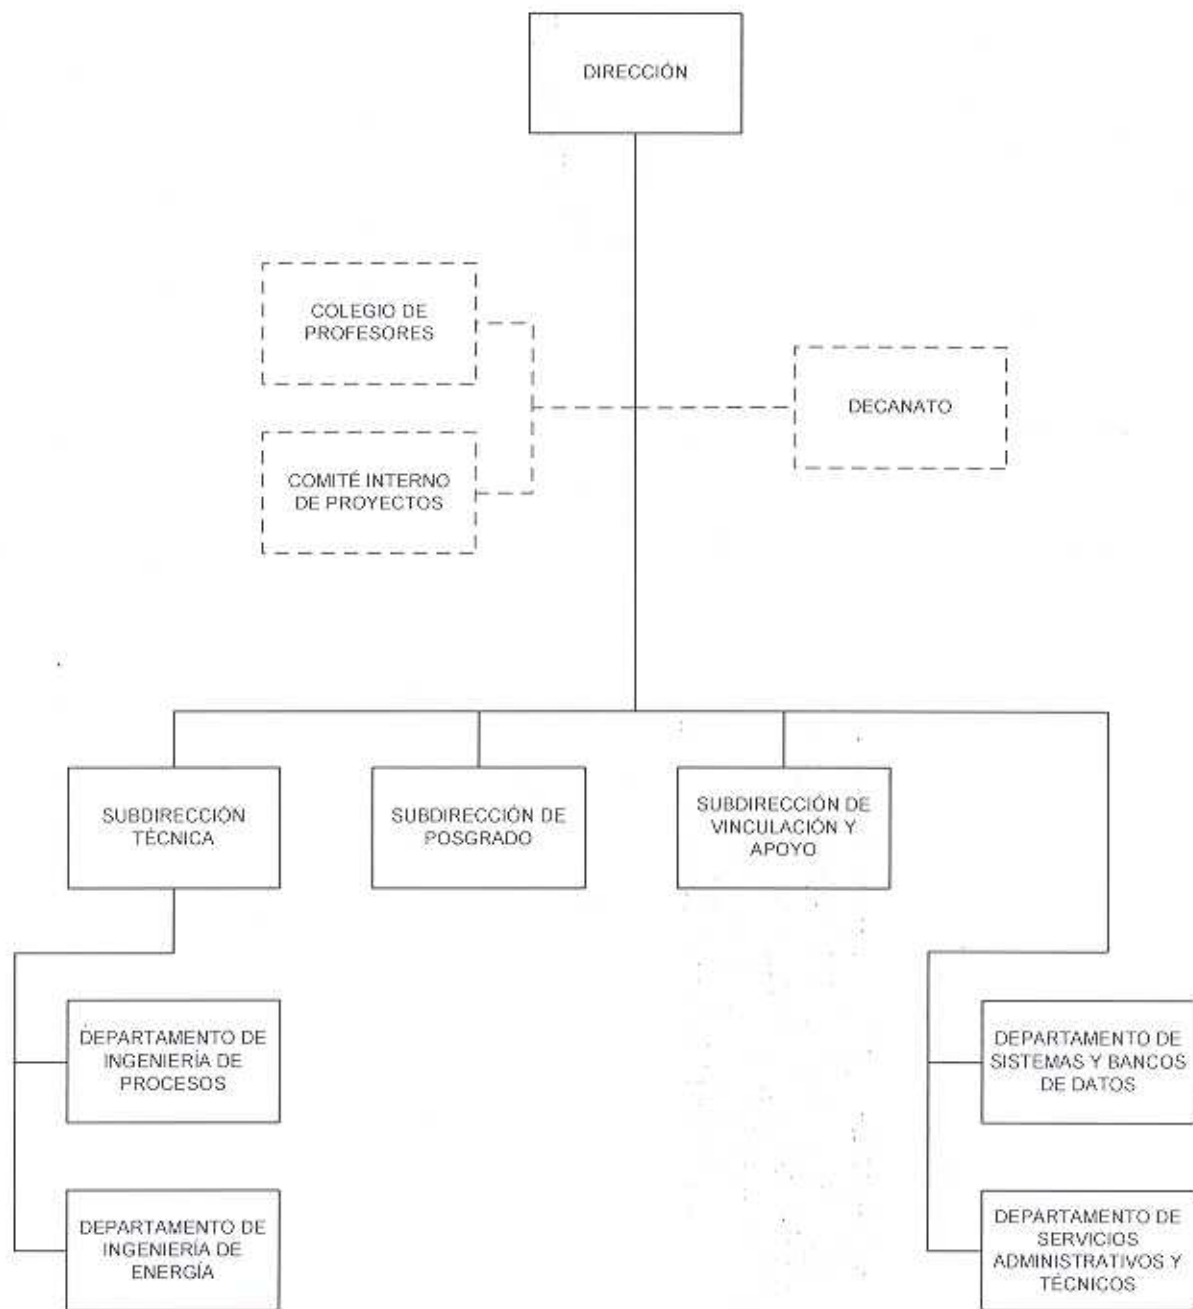 DIRECCIÓN
COLEGIO DE
PROFESORES
DECANATO
COMITÉ INTERNO
DE PROYECTOS
SUBDIRECCIÓN
TÉCNICA
SUBDIRECCIÓN DE
POSGRADO
SUBDIRECCIÓN DE
VINCULACIÓN Y
APOYO
DEPARTAMENTO DE
INGENIERÍA DE
PROCESOS
DEPARTAMENTO DE
SISTEMAS Y BANCOS
DE DATOS
DEPARTAMENTO DE
INGENIERÍA DE
ENERGÍA
DEPARTAMENTO DE
SERVICIOS
ADMINISTRATIVOS Y
TÉCNICOS